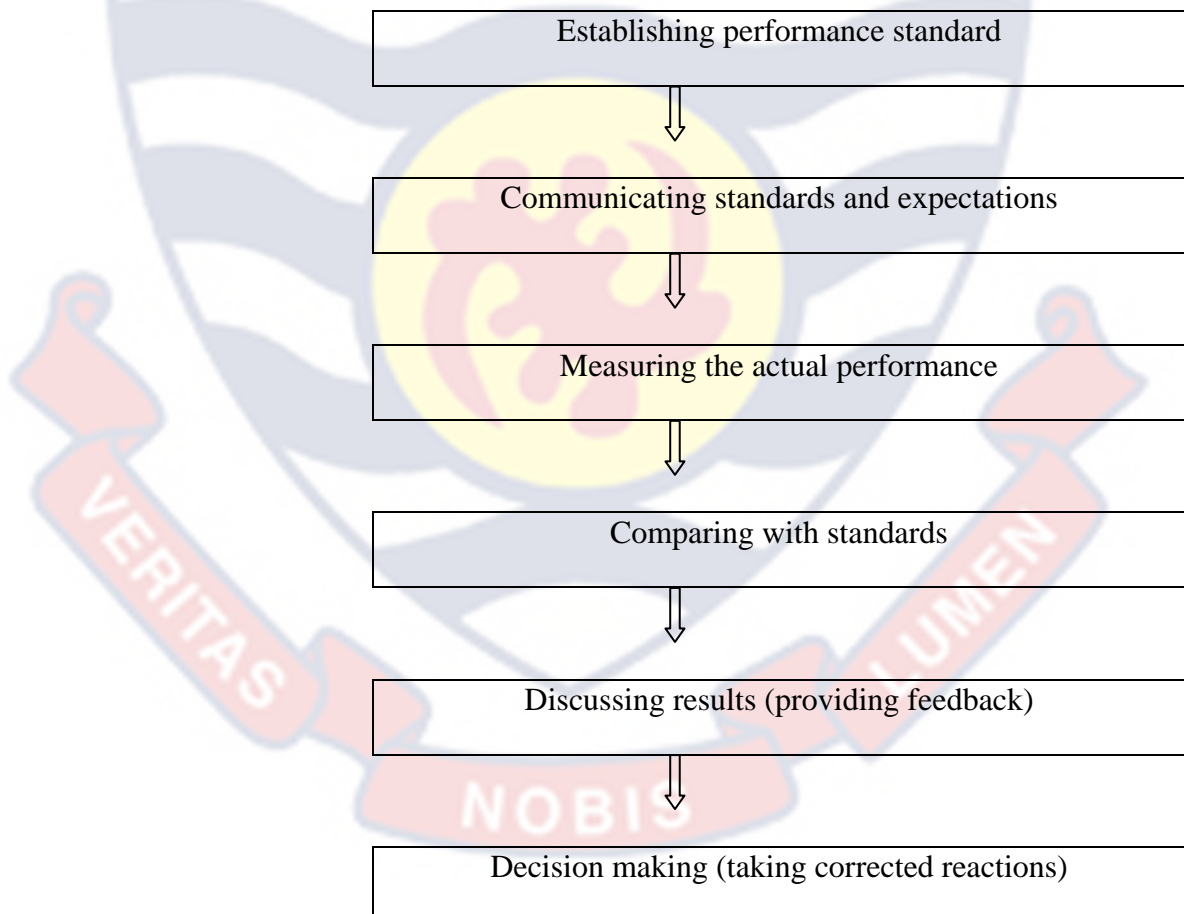 Establishing performance standard
Communicating standards and expectations
Measuring the actual performance
Comparing with standards
Discussing results (providing feedback)
Decision making (taking corrected reactions)
VERITAS
NOBIS
LUMEN